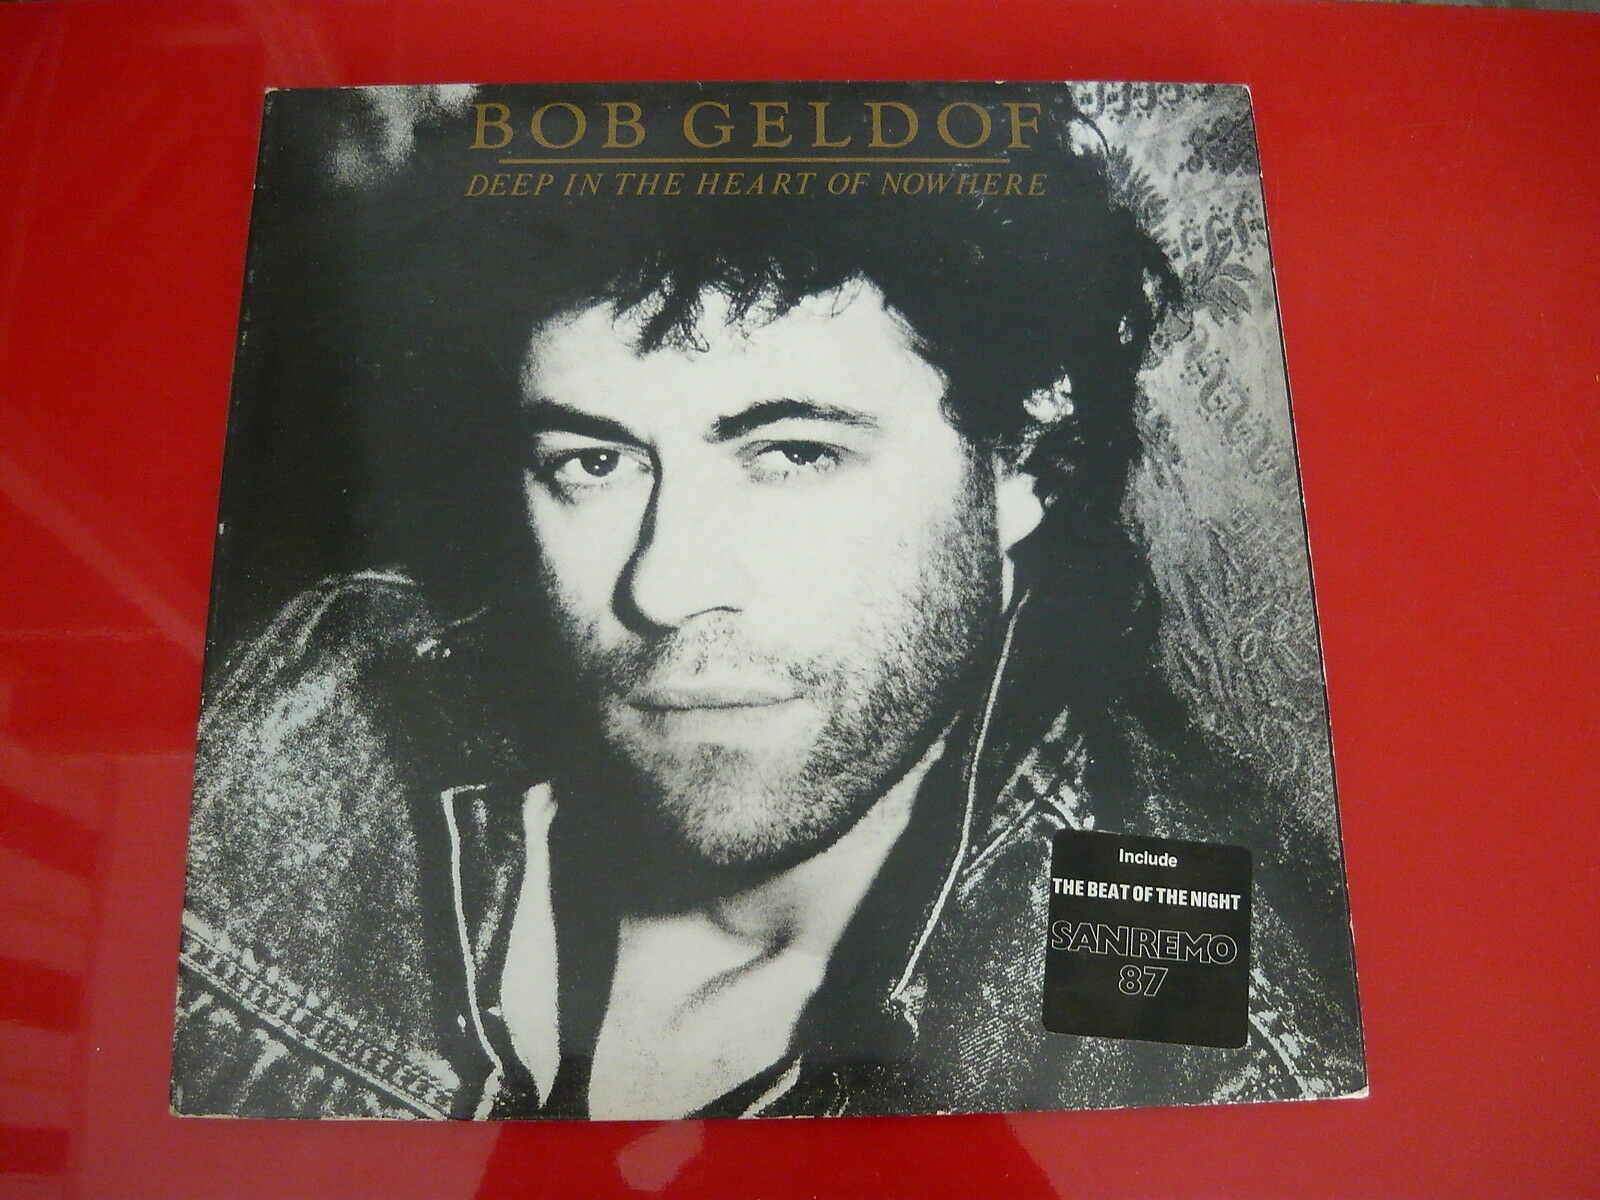 BOB GELDOF
DEEP IN THE HEART OF NOWHERE
Include
THE BEAT OF THE NIGHT
SANREMO
87